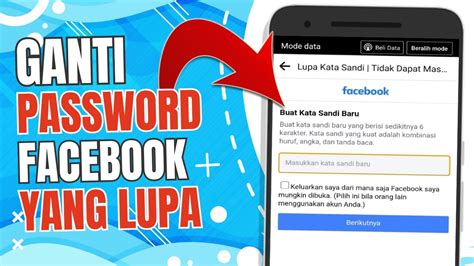 GANTI
PASSWORD
FACEBOOK
YANG LUPA
Mode data
Beli Data
Beralih mode
Lupa Kata Sandi | Tidak Dapat Mas...
facebook
Buat Kata Sandi Baru
Buat kata sandi baru yang berisi sedikitnya 6
karakter. Kata sandi yang kuat adalah kombinasi
huruf, angka, dan tanda baca.
Masukkan kata sandi baru
Keluarkan saya dari mana saja Facebook saya
mungkin dibuka. (Pilih ini bila orang lain
menggunakan akun Anda.)
Berikutnya